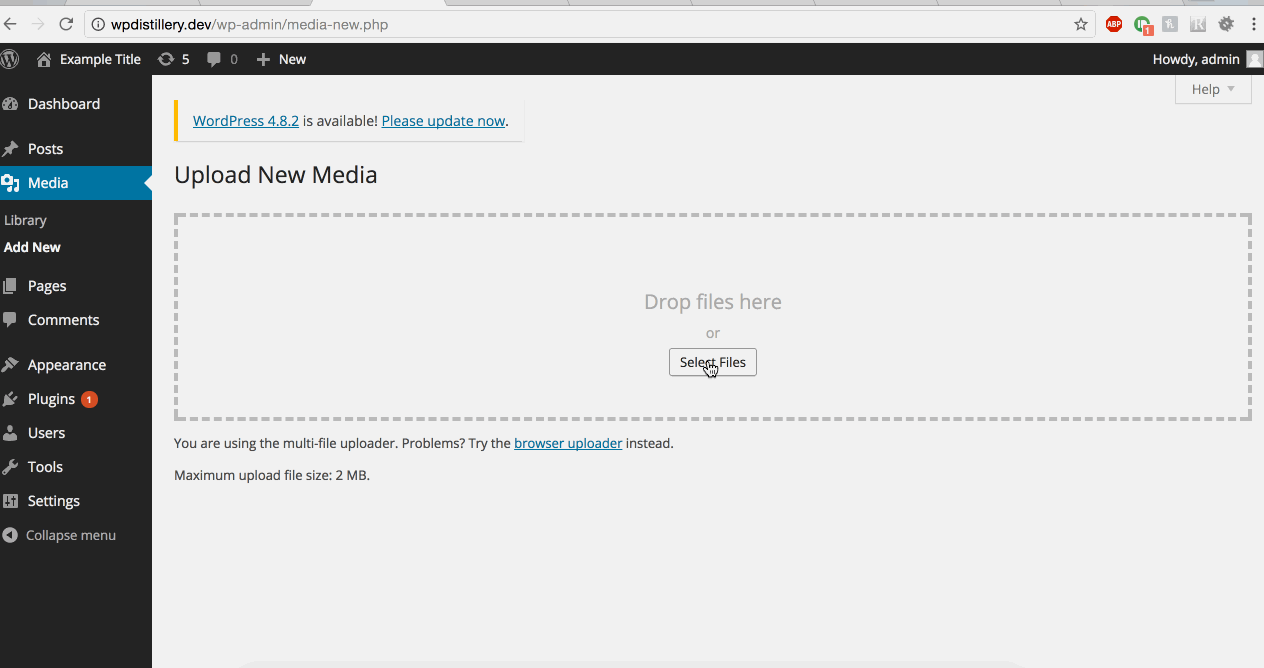 wpdistillery.dev/wp-admin/media-new.php
ABP
1
Example Title 5 0 New
Howdy, admin
Help
Dashboard
Posts
Media
Library
Add New
Pages
Comments
Appearance
Plugins 1
Users
Tools
Settings
Collapse menu
WordPress 4.8.2 is available! Please update now.
Upload New Media
Drop files here
or
Select Files
You are using the multi-file uploader. Problems? Try the browser uploader instead.
Maximum upload file size: 2 MB.